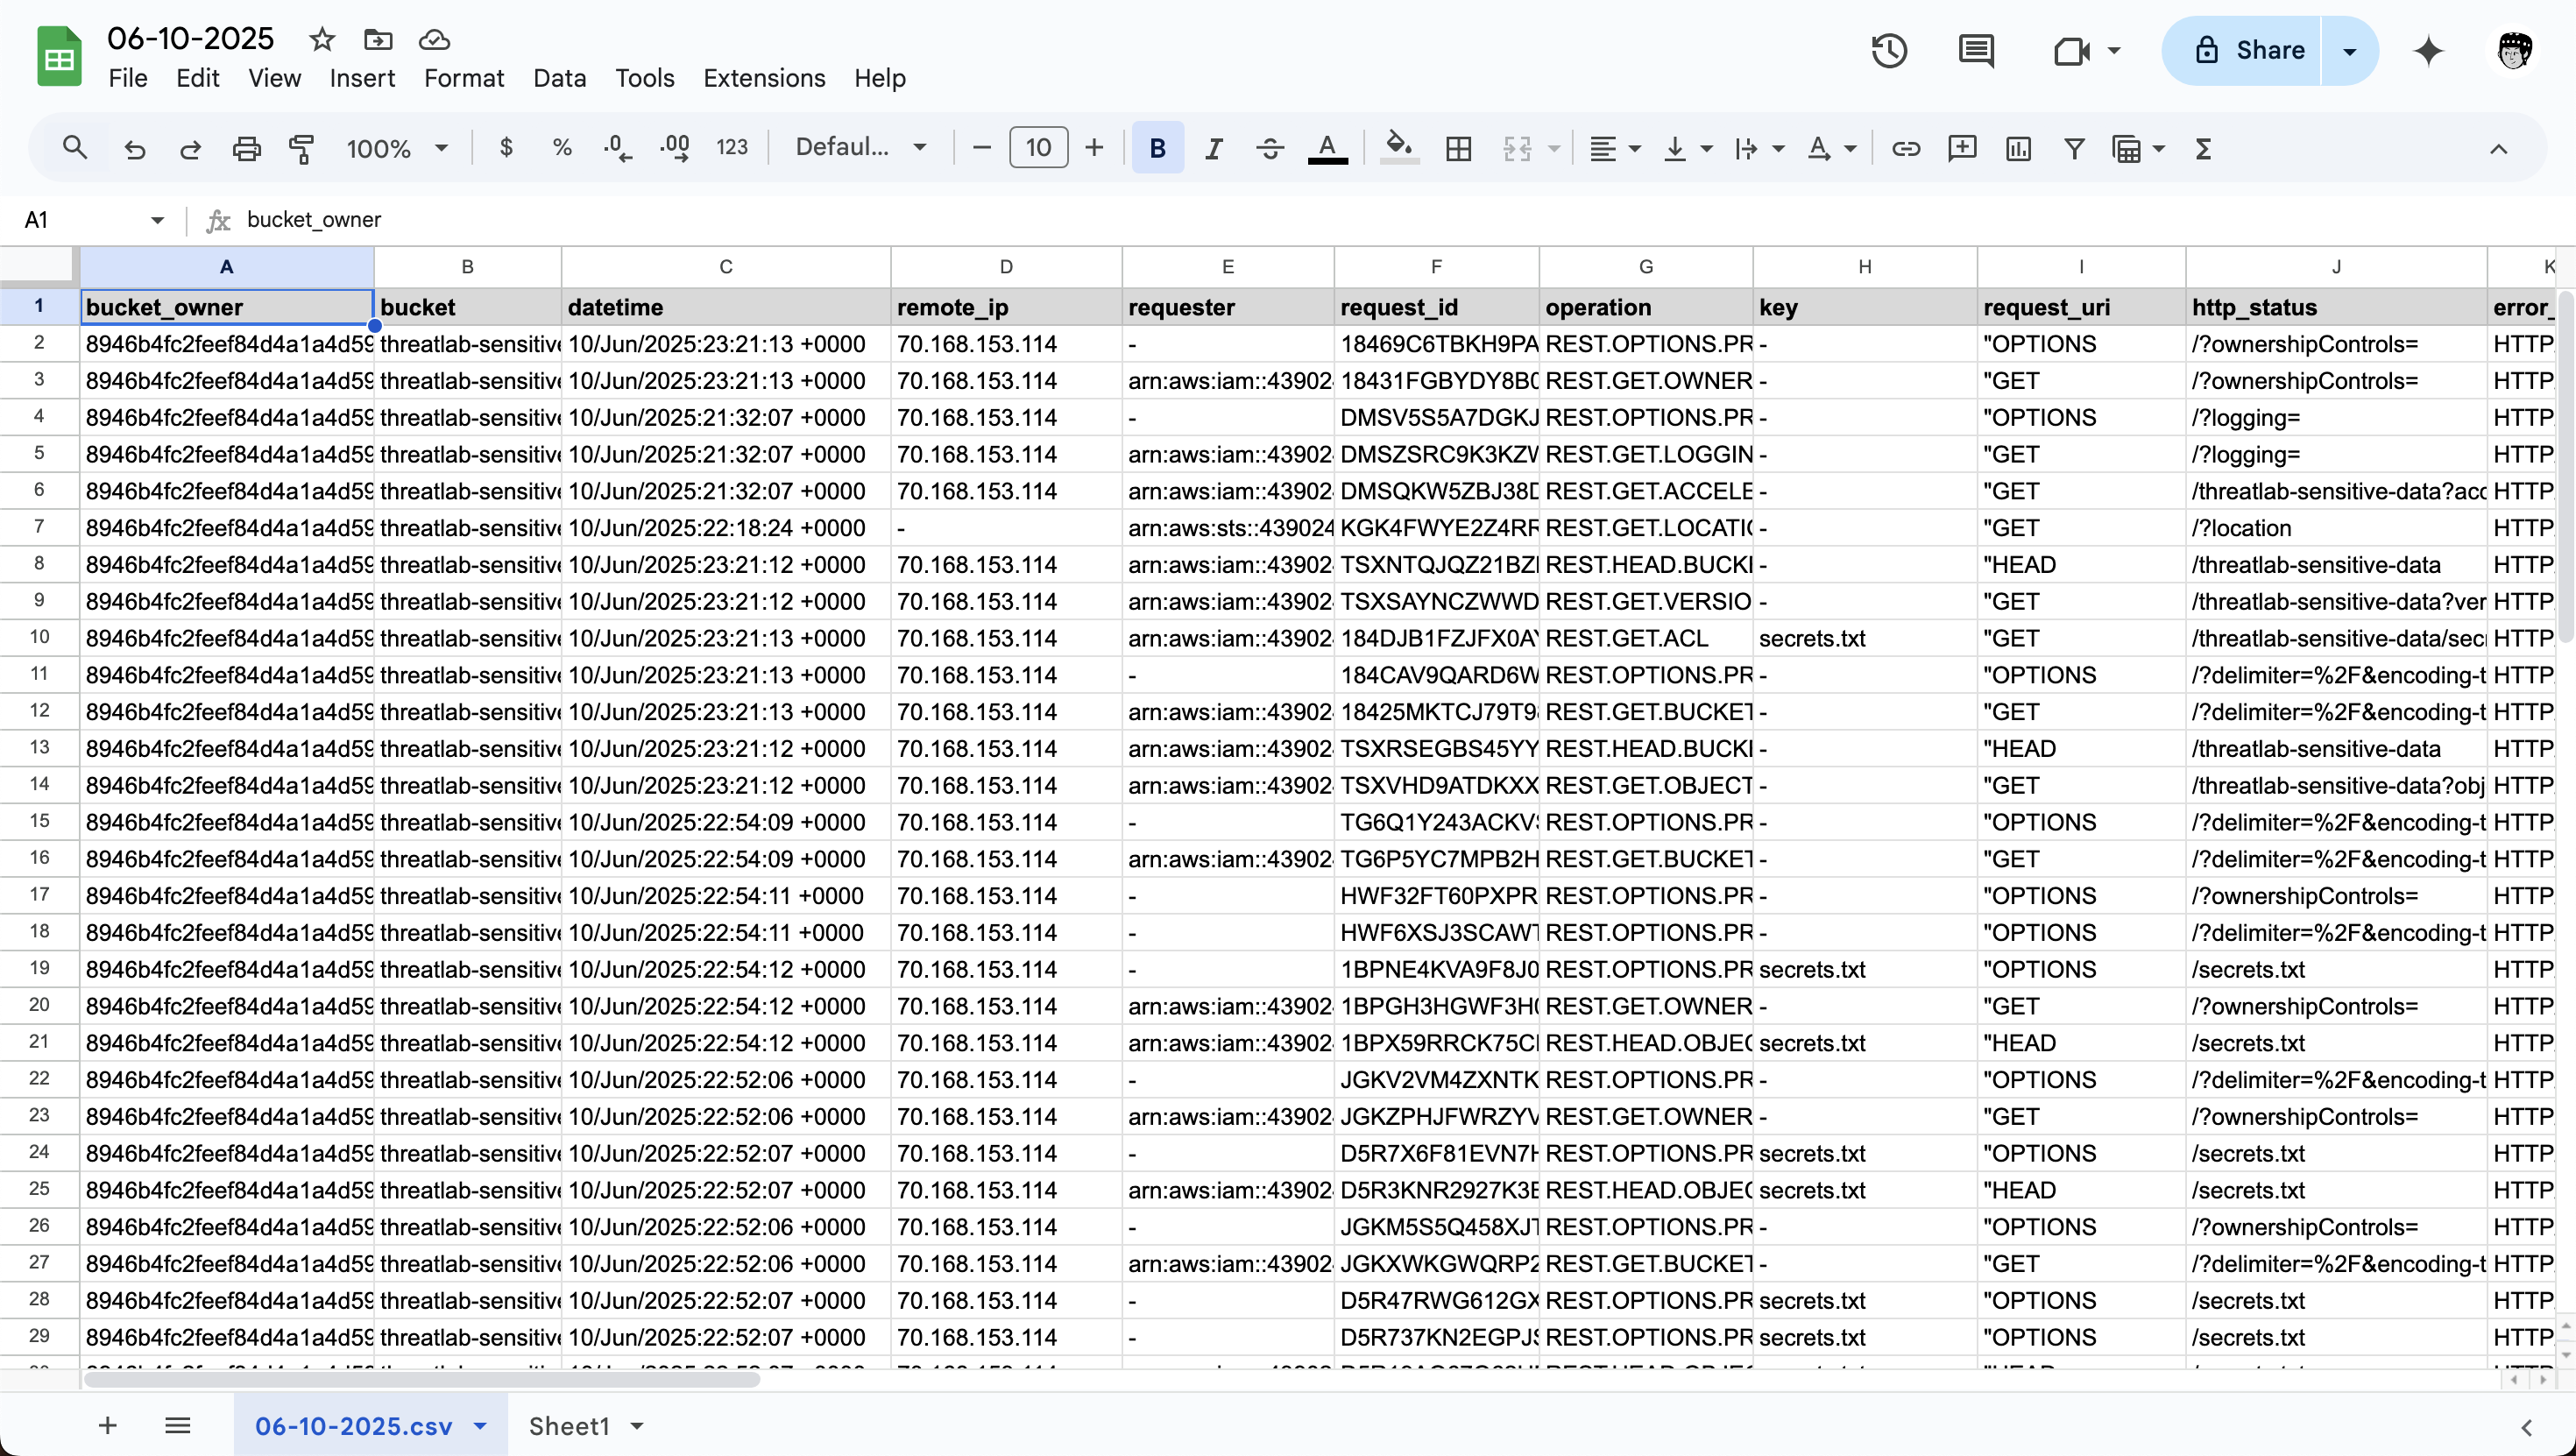 06-10-2025
File Edit View Insert Format Data Tools Extensions Help
Share
100% $ % .0 .00 123 Defaul... 10 B I A A Σ
A1 fx bucket_owner
A B C D E F G H I J K
1 bucket_owner bucket datetime remote_ip requester request_id operation key request_uri http_status error_
2 8946b4fc2feef84d4a1a4d59 threatlab-sensitive 10/Jun/2025:23:21:13 +0000 70.168.153.114 - 18469C6TBKH9PA REST.OPTIONS.PR - "OPTIONS /?ownershipControls= HTTP
3 8946b4fc2feef84d4a1a4d59 threatlab-sensitive 10/Jun/2025:23:21:13 +0000 70.168.153.114 arn:aws:iam::43902 18431FGBYDY8B0 REST.GET.OWNER - "GET /?ownershipControls= HTTP
4 8946b4fc2feef84d4a1a4d59 threatlab-sensitive 10/Jun/2025:21:32:07 +0000 70.168.153.114 - DMSV5S5A7DGKJ REST.OPTIONS.PR - "OPTIONS /?logging= HTTP
5 8946b4fc2feef84d4a1a4d59 threatlab-sensitive 10/Jun/2025:21:32:07 +0000 70.168.153.114 arn:aws:iam::43902 DMSZSRC9K3KZW REST.GET.LOGGIN - "GET /?logging= HTTP
6 8946b4fc2feef84d4a1a4d59 threatlab-sensitive 10/Jun/2025:21:32:07 +0000 70.168.153.114 arn:aws:iam::43902 DMSQKW5ZBJ38D REST.GET.ACCELE - "GET /threatlab-sensitive-data?acc HTTP
7 8946b4fc2feef84d4a1a4d59 threatlab-sensitive 10/Jun/2025:22:18:24 +0000 - arn:aws:sts::439024 KGK4FWYE2Z4RR REST.GET.LOCATIO - "GET /?location HTTP
8 8946b4fc2feef84d4a1a4d59 threatlab-sensitive 10/Jun/2025:23:21:12 +0000 70.168.153.114 arn:aws:iam::43902 TSXNTQJQZ21BZ REST.HEAD.BUCK - "HEAD /threatlab-sensitive-data HTTP
9 8946b4fc2feef84d4a1a4d59 threatlab-sensitive 10/Jun/2025:23:21:12 +0000 70.168.153.114 arn:aws:iam::43902 TSXSAYNCZWWD REST.GET.VERSIO - "GET /threatlab-sensitive-data?ver HTTP
10 8946b4fc2feef84d4a1a4d59 threatlab-sensitive 10/Jun/2025:23:21:13 +0000 70.168.153.114 arn:aws:iam::43902 184DJB1FZJFX0A REST.GET.ACL secrets.txt "GET /threatlab-sensitive-data/secr HTTP
11 8946b4fc2feef84d4a1a4d59 threatlab-sensitive 10/Jun/2025:23:21:13 +0000 70.168.153.114 - 184CAV9QARD6W REST.OPTIONS.PR - "OPTIONS /?delimiter=%2F&encoding-t HTTP
12 8946b4fc2feef84d4a1a4d59 threatlab-sensitive 10/Jun/2025:23:21:13 +0000 70.168.153.114 arn:aws:iam::43902 18425MKTCJ79T9 REST.GET.BUCKET - "GET /?delimiter=%2F&encoding-t HTTP
13 8946b4fc2feef84d4a1a4d59 threatlab-sensitive 10/Jun/2025:23:21:12 +0000 70.168.153.114 arn:aws:iam::43902 TSXRSEGBS45YY REST.HEAD.BUCK - "HEAD /threatlab-sensitive-data HTTP
14 8946b4fc2feef84d4a1a4d59 threatlab-sensitive 10/Jun/2025:23:21:12 +0000 70.168.153.114 arn:aws:iam::43902 TSXVHD9ATDKXX REST.GET.OBJECT - "GET /threatlab-sensitive-data?obj HTTP
15 8946b4fc2feef84d4a1a4d59 threatlab-sensitive 10/Jun/2025:22:54:09 +0000 70.168.153.114 - TG6Q1Y243ACKV REST.OPTIONS.PR - "OPTIONS /?delimiter=%2F&encoding-t HTTP
16 8946b4fc2feef84d4a1a4d59 threatlab-sensitive 10/Jun/2025:22:54:09 +0000 70.168.153.114 arn:aws:iam::43902 TG6P5YC7MPB2H REST.GET.BUCKET - "GET /?delimiter=%2F&encoding-t HTTP
17 8946b4fc2feef84d4a1a4d59 threatlab-sensitive 10/Jun/2025:22:54:11 +0000 70.168.153.114 - HWF32FT60PXPR REST.OPTIONS.PR - "OPTIONS /?ownershipControls= HTTP
18 8946b4fc2feef84d4a1a4d59 threatlab-sensitive 10/Jun/2025:22:54:11 +0000 70.168.153.114 - HWF6XSJ3SCAWT REST.OPTIONS.PR - "OPTIONS /?delimiter=%2F&encoding-t HTTP
19 8946b4fc2feef84d4a1a4d59 threatlab-sensitive 10/Jun/2025:22:54:12 +0000 70.168.153.114 - 1BPNE4KVA9F8J0 REST.OPTIONS.PR secrets.txt "OPTIONS /secrets.txt HTTP
20 8946b4fc2feef84d4a1a4d59 threatlab-sensitive 10/Jun/2025:22:54:12 +0000 70.168.153.114 arn:aws:iam::43902 1BPGH3HGWF3H REST.GET.OWNER - "GET /?ownershipControls= HTTP
21 8946b4fc2feef84d4a1a4d59 threatlab-sensitive 10/Jun/2025:22:54:12 +0000 70.168.153.114 arn:aws:iam::43902 1BPX59RRCK75C REST.HEAD.OBJEC secrets.txt "HEAD /secrets.txt HTTP
22 8946b4fc2feef84d4a1a4d59 threatlab-sensitive 10/Jun/2025:22:52:06 +0000 70.168.153.114 - JGKV2VM4ZXNTK REST.OPTIONS.PR - "OPTIONS /?delimiter=%2F&encoding-t HTTP
23 8946b4fc2feef84d4a1a4d59 threatlab-sensitive 10/Jun/2025:22:52:06 +0000 70.168.153.114 arn:aws:iam::43902 JGKZPHJFWRZYV REST.GET.OWNER - "GET /?ownershipControls= HTTP
24 8946b4fc2feef84d4a1a4d59 threatlab-sensitive 10/Jun/2025:22:52:07 +0000 70.168.153.114 - D5R7X6F81EVN7H REST.OPTIONS.PR secrets.txt "OPTIONS /secrets.txt HTTP
25 8946b4fc2feef84d4a1a4d59 threatlab-sensitive 10/Jun/2025:22:52:07 +0000 70.168.153.114 arn:aws:iam::43902 D5R3KNR2927K3E REST.HEAD.OBJEC secrets.txt "HEAD /secrets.txt HTTP
26 8946b4fc2feef84d4a1a4d59 threatlab-sensitive 10/Jun/2025:22:52:06 +0000 70.168.153.114 - JGKM5S5Q458XJT REST.OPTIONS.PR - "OPTIONS /?ownershipControls= HTTP
27 8946b4fc2feef84d4a1a4d59 threatlab-sensitive 10/Jun/2025:22:52:06 +0000 70.168.153.114 arn:aws:iam::43902 JGKXWKGWQRP2 REST.GET.BUCKET - "GET /?delimiter=%2F&encoding-t HTTP
28 8946b4fc2feef84d4a1a4d59 threatlab-sensitive 10/Jun/2025:22:52:07 +0000 70.168.153.114 - D5R47RWG612GX REST.OPTIONS.PR secrets.txt "OPTIONS /secrets.txt HTTP
29 8946b4fc2feef84d4a1a4d59 threatlab-sensitive 10/Jun/2025:22:52:07 +0000 70.168.153.114 - D5R737KN2EGPJS REST.OPTIONS.PR secrets.txt "OPTIONS /secrets.txt HTTP
06-10-2025.csv Sheet1